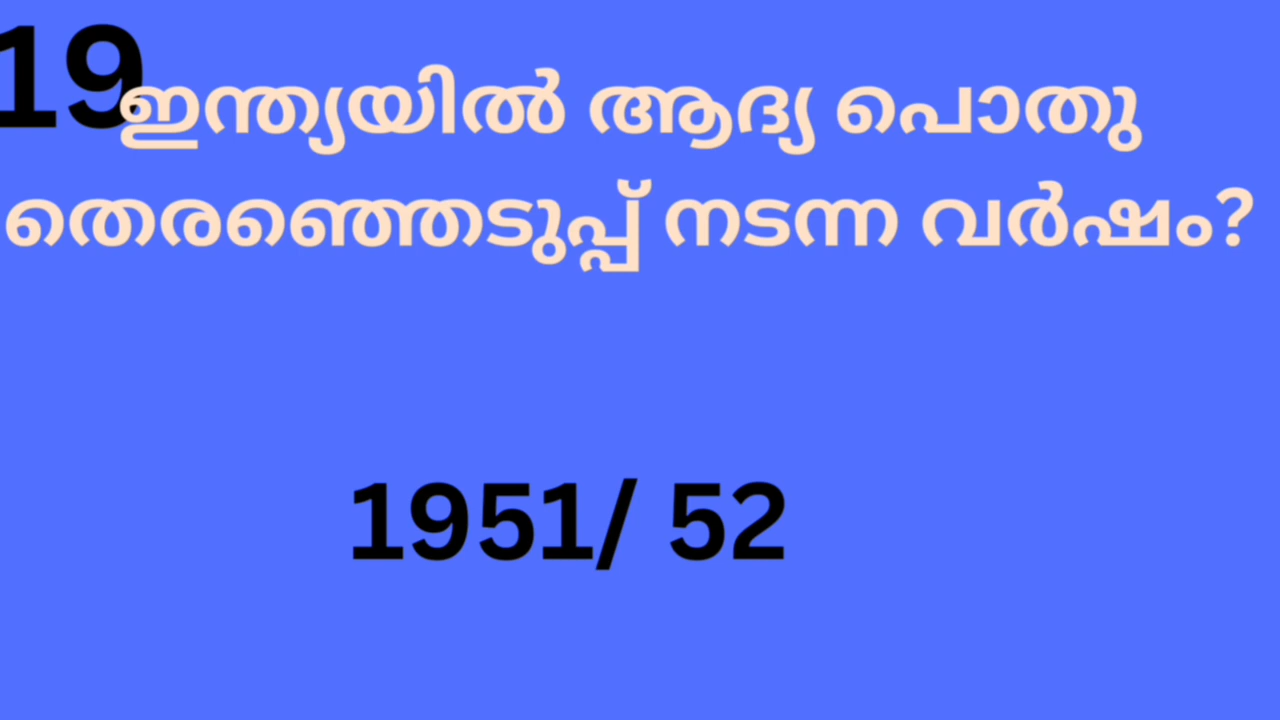 19
ഇന്ത്യയിൽ ആദ്യ പൊതു
തെരഞ്ഞെടുപ്പ് നടന്ന വർഷം?
1951/ 52